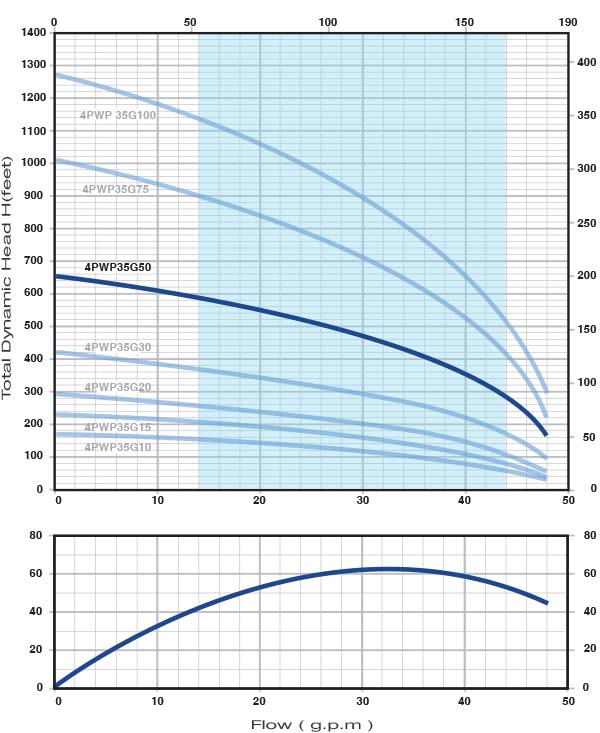 0 50 100 150 190
1400
1300
1200
1100
1000
900
800
700
600
500
400
300
200
100
0
400
350
300
250
200
150
100
50
0
4PWP 35G100
4PWP35G75
4PWP35G50
4PWP35G30
4PWP35G20
4PWP35G15
4PWP35G10
Total Dynamic Head H(feet)
0 10 20 30 40 50
80
60
40
20
0
80
60
40
20
0
0 10 20 30 40 50
Flow ( g.p.m )